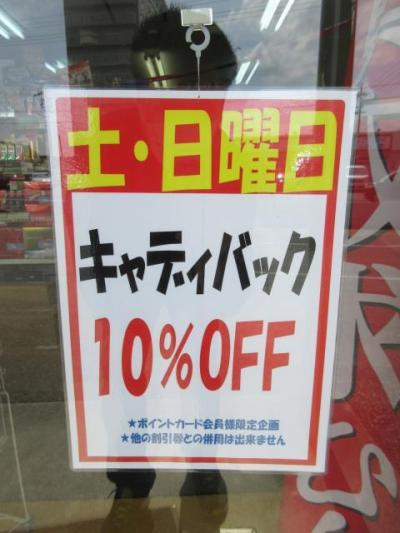 土・日曜日
キャディバック
10%OFF
★ポイントカード会員様限定企画
★他の割引券との併用は出来ません